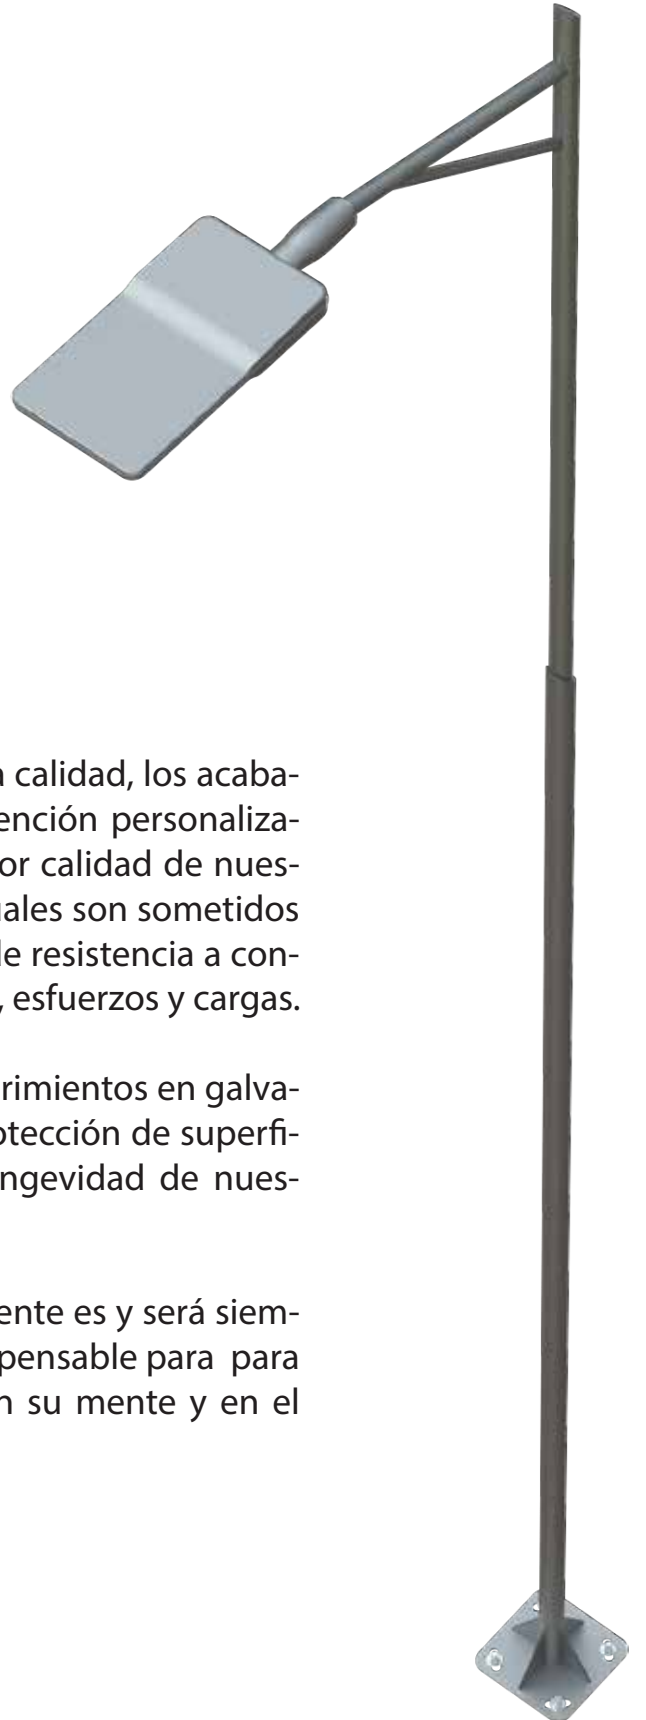 a calidad, los acaba-
ención personaliza-
or calidad de nues-
uales son sometidos
de resistencia a con-
, esfuerzos y cargas.
rimientos en galva-
otección de superfi-
ngevidad de nues-
ente es y será siem-
pensable para para
n su mente y en el